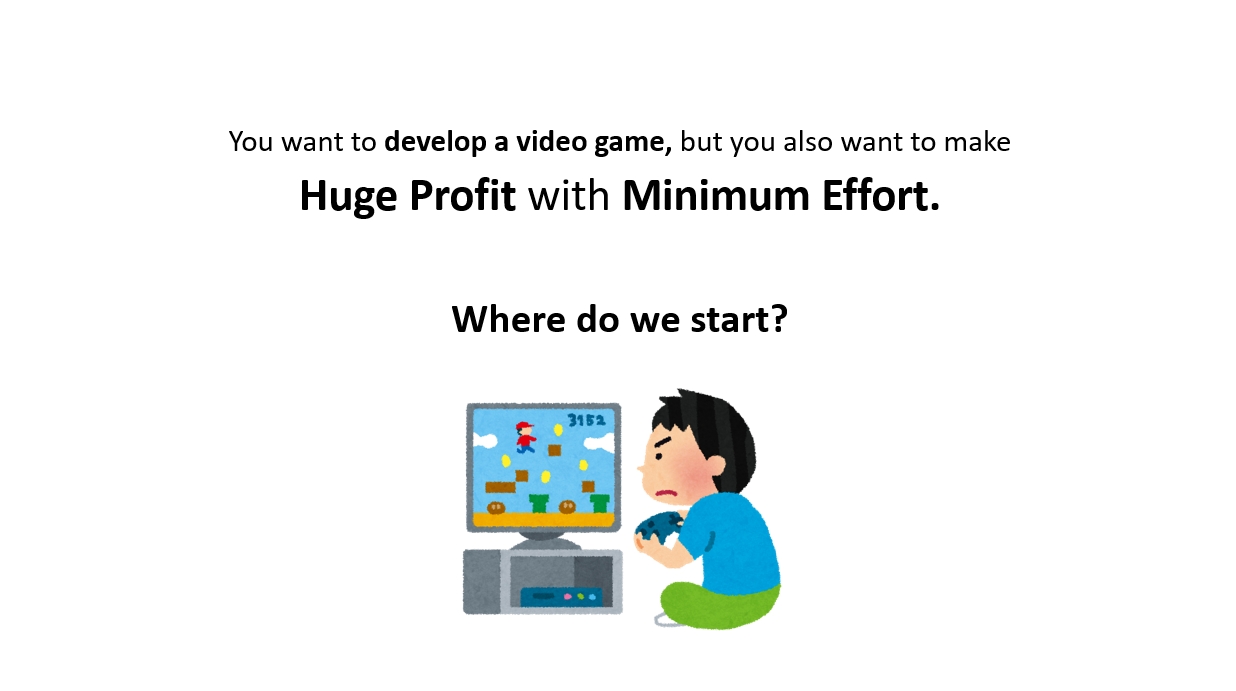 You want to develop a video game, but you also want to make
Huge Profit with Minimum Effort.
Where do we start?
3152